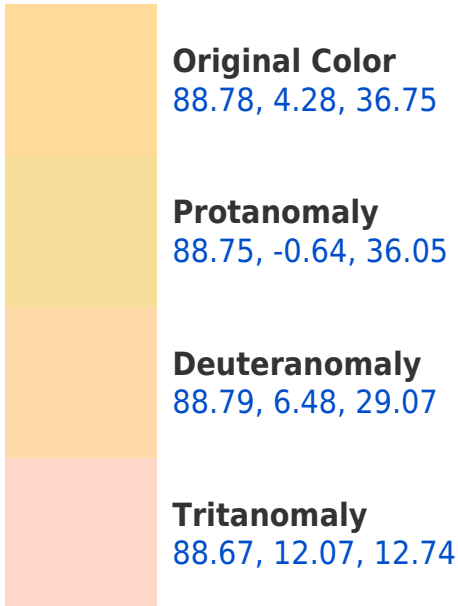 Original Color
88.78, 4.28, 36.75
Protanomaly
88.75, -0.64, 36.05
Deuteranomaly
88.79, 6.48, 29.07
Tritanomaly
88.67, 12.07, 12.74